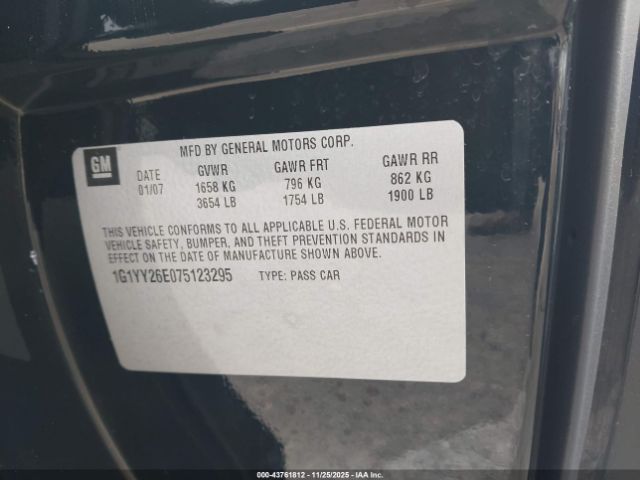 GM
MFD BY GENERAL MOTORS CORP.
DATE GVWR GAWR FRT GAWR RR
01/07 1658 KG 796 KG 862 KG
3654 LB 1754 LB 1900 LB
THIS VEHICLE CONFORMS TO ALL APPLICABLE U.S. FEDERAL MOTOR
VEHICLE SAFETY, BUMPER, AND THEFT PREVENTION STANDARDS IN
EFFECT ON THE DATE OF MANUFACTURE SHOWN ABOVE.
1G1YY26E075123295 TYPE: PASS CAR
000-43761812 - 11/25/2025 - IAA Inc.